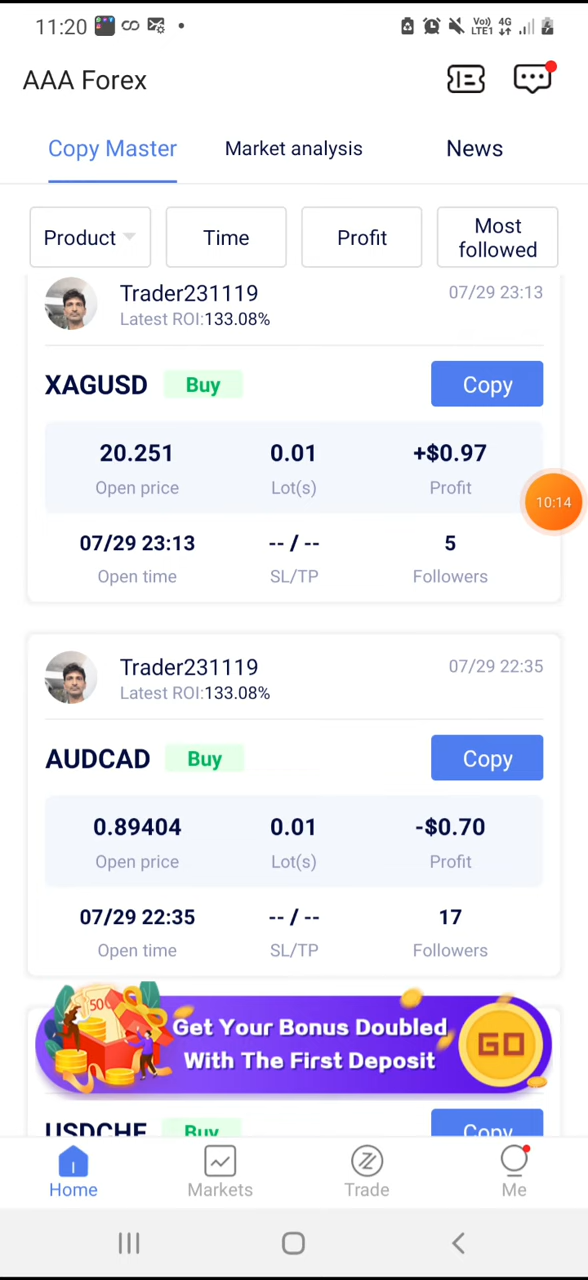 11:20
Vo))
LTE1
4G
AAA Forex
Copy Master
Market analysis
News
Product
Time
Profit
Most
followed
Trader231119
07/29 23:13
Latest ROI:133.08%
XAGUSD
Buy
Copy
20.251
0.01
+$0.97
Open price
Lot(s)
Profit
10:14
07/29 23:13
-- / --
5
Open time
SL/TP
Followers
Trader231119
07/29 22:35
Latest ROI:133.08%
AUDCAD
Buy
Copy
0.89404
0.01
-$0.70
Open price
Lot(s)
Profit
07/29 22:35
-- / --
17
Open time
SL/TP
Followers
50
Get Your Bonus Doubled
With The First Deposit
GO
USDCHF
Buy
Copy
Home
Markets
Trade
Me